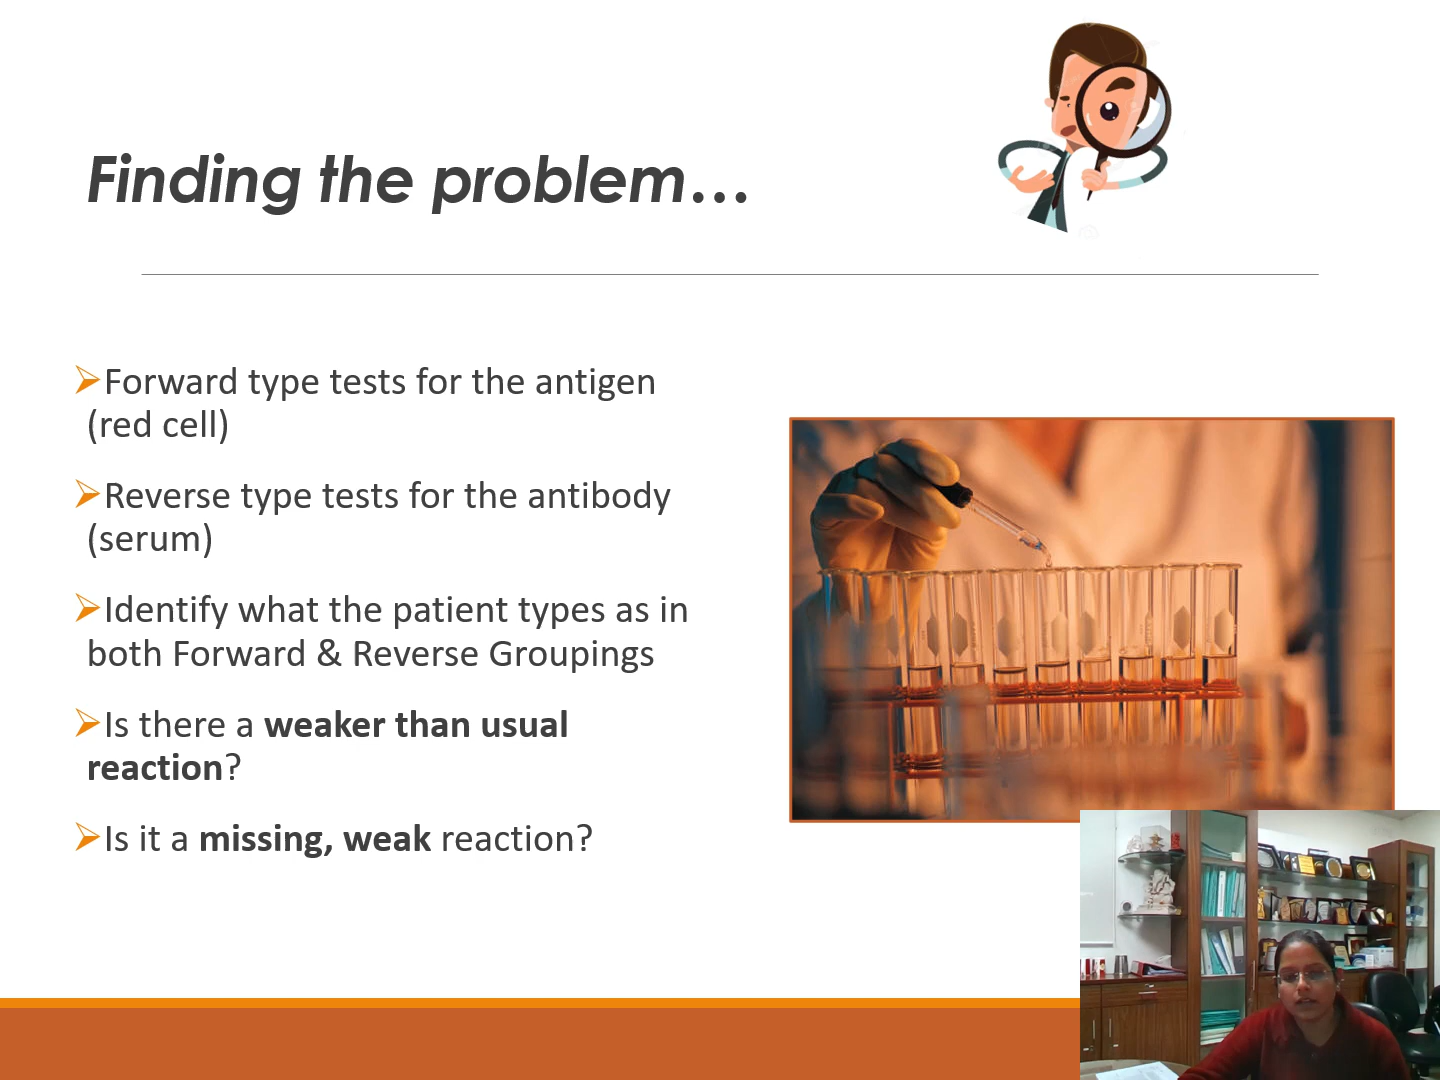 Finding the problem…
➢Forward type tests for the antigen
(red cell)
➢Reverse type tests for the antibody
(serum)
➢Identify what the patient types as in
both Forward & Reverse Groupings
➢Is there a weaker than usual
reaction?
➢Is it a missing, weak reaction?